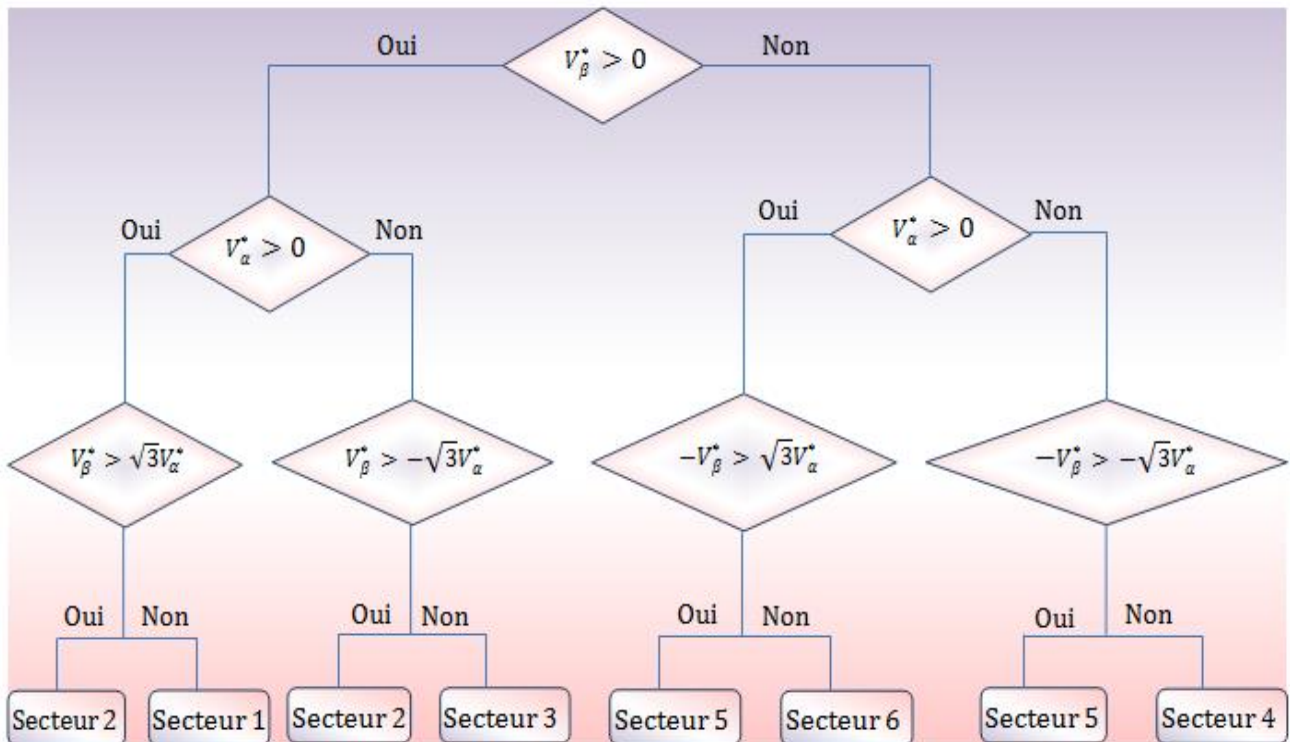 Oui
V*β > 0
Non
Oui
V*α > 0
Non
Oui
V*α > 0
Non
V*β > √3V*α
V*β > −√3V*α
−V*β > √3V*α
−V*β > −√3V*α
Oui
Non
Oui
Non
Oui
Non
Oui
Non
Secteur 2
Secteur 1
Secteur 2
Secteur 3
Secteur 5
Secteur 6
Secteur 5
Secteur 4